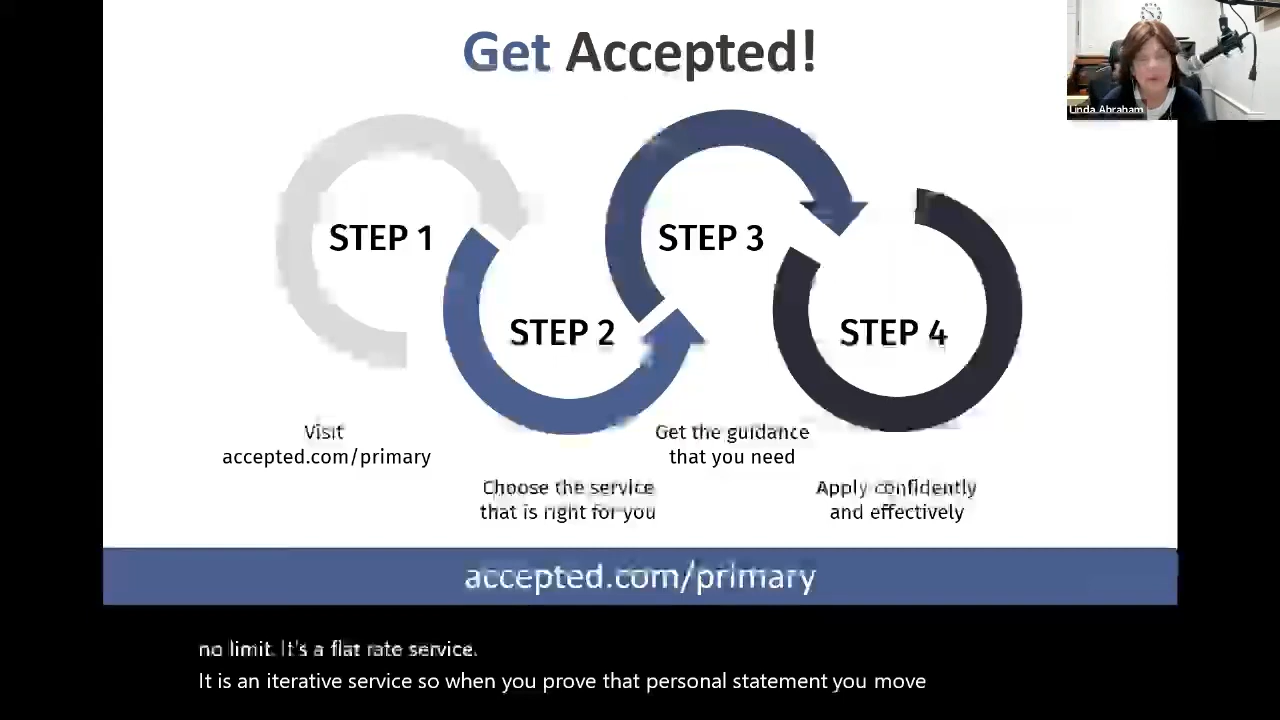 Get Accepted!
Linda Abraham
STEP 1
STEP 2
STEP 3
STEP 4
Visit
accepted.com/primary
Choose the service
that is right for you
Get the guidance
that you need
Apply confidently
and effectively
accepted.com/primary
no limit. It's a flat rate service.
It is an iterative service so when you prove that personal statement you move